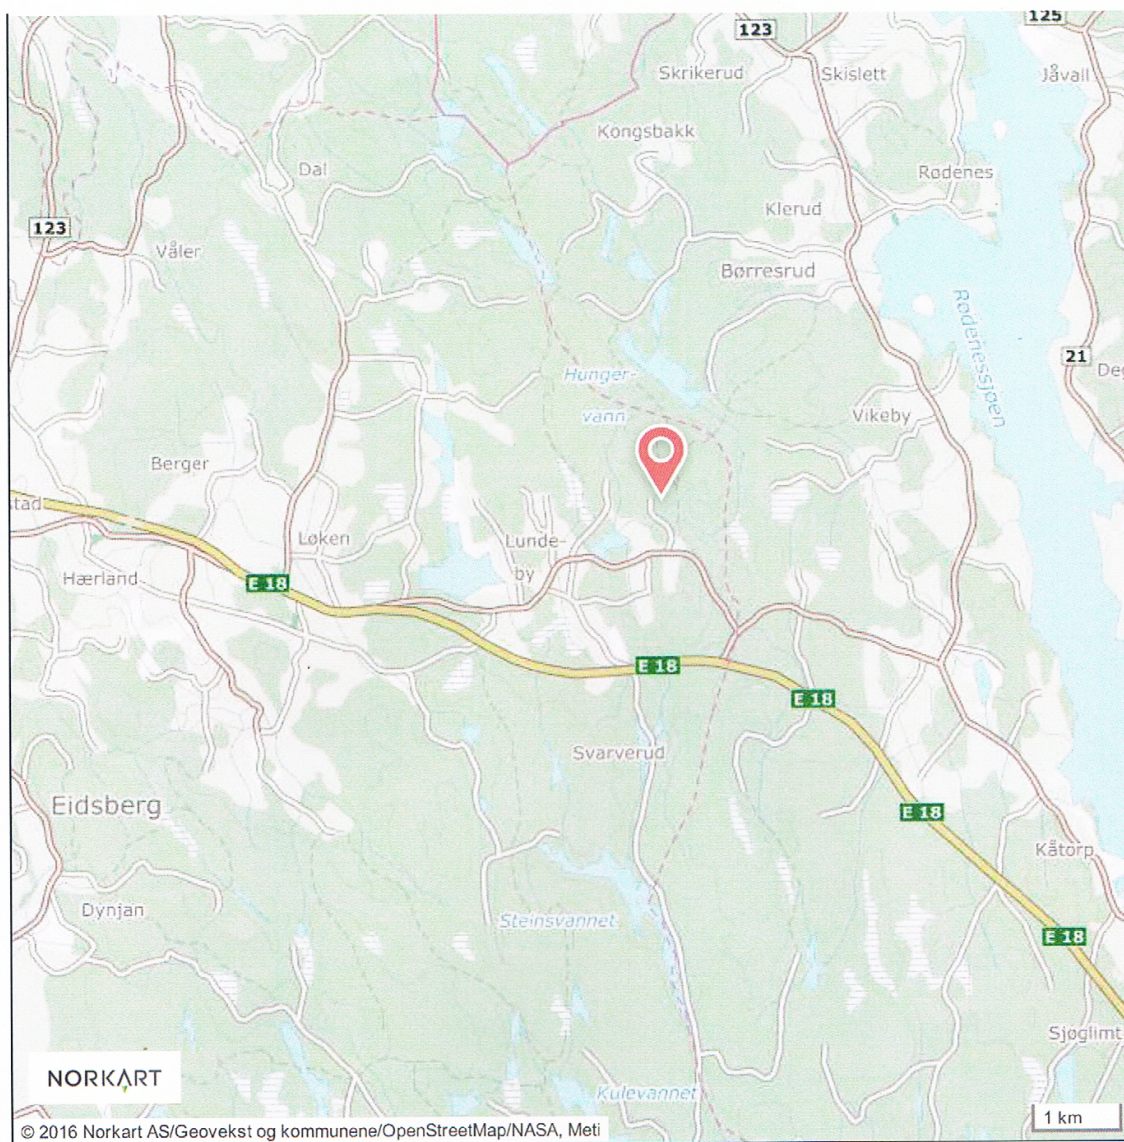 125
123
Skrikerud
Skislett
Jåvall
Kongsbakk
Dal
Rødenes
Klerud
123
Våler
Børresrud
Rødenessjøen
21
Hunger-
vann
Vikeby
Berger
stad
Løken
Lunde-
by
Hærland
E 18
E 18
E 18
Svarverud
Eidsberg
E 18
Kåtorp
Dynjan
Steinsvannet
E 18
Sjøglimt
NORKART
Kulevannet
1 km
© 2016 Norkart AS/Geovekst og kommunene/OpenStreetMap/NASA, Meti